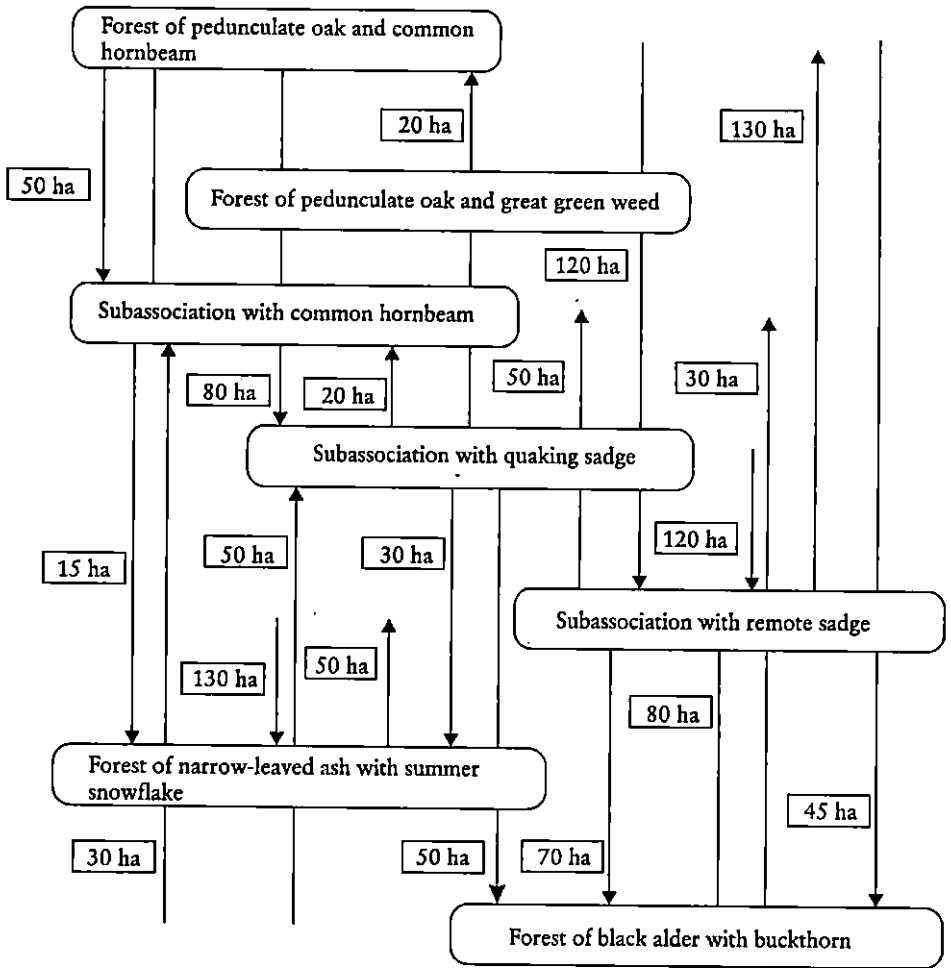 Forest of pedunculate oak and common
hornbeam
20 ha
130 ha
50 ha
Forest of pedunculate oak and great green weed
120 ha
Subassociation with common hornbeam
80 ha
20 ha
50 ha
30 ha
Subassociation with quaking sadge
15 ha
50 ha
30 ha
120 ha
Subassociation with remote sadge
130 ha
50 ha
80 ha
Forest of narrow-leaved ash with summer
snowflake
45 ha
30 ha
50 ha
70 ha
Forest of black alder with buckthorn